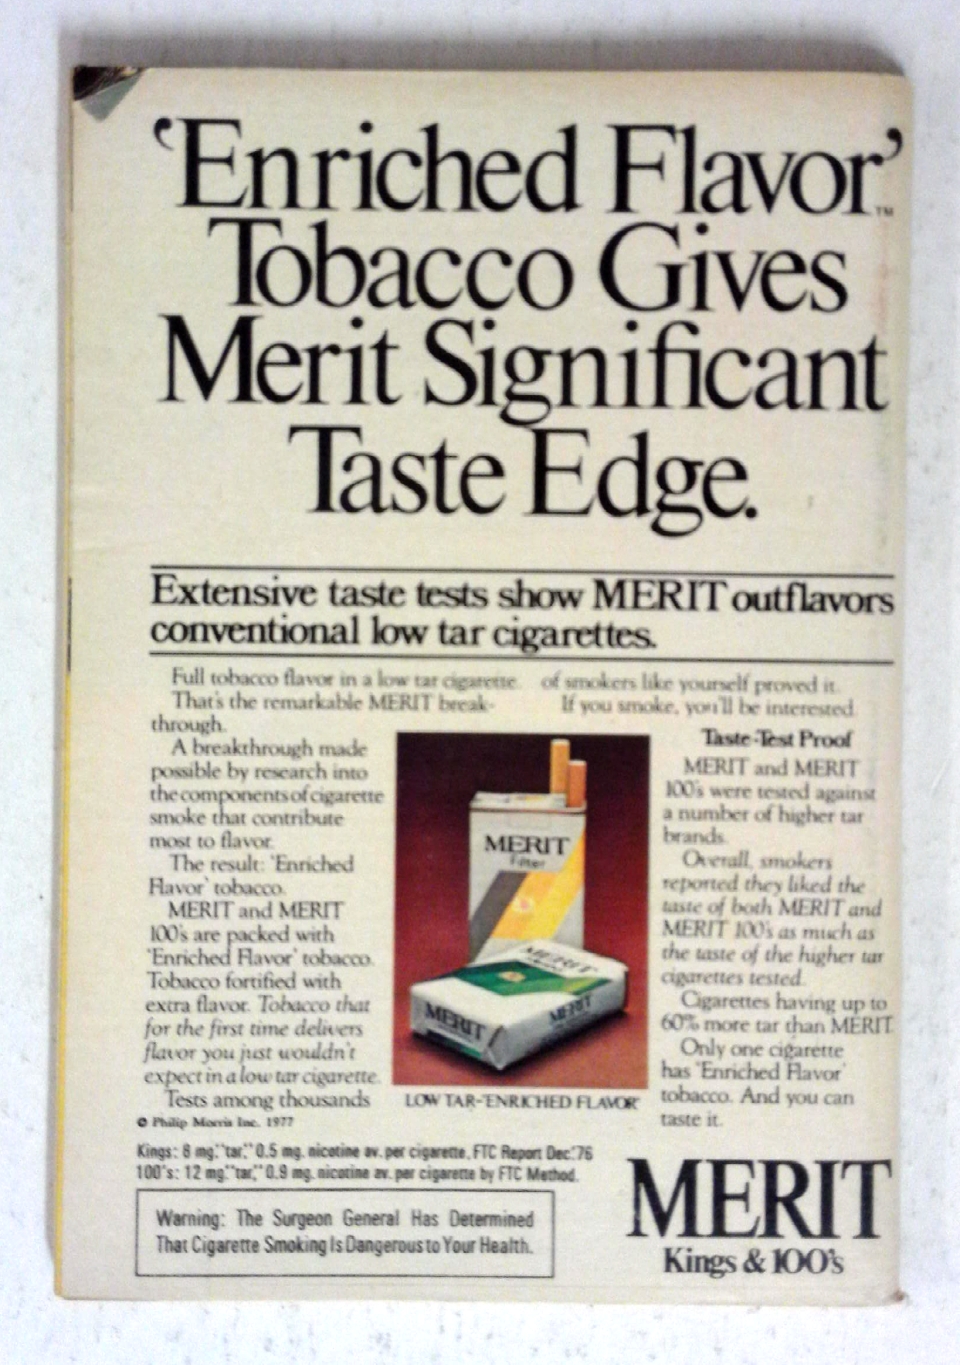 ‘Enriched Flavor’™
Tobacco Gives
Merit Significant
Taste Edge.
Extensive taste tests show MERIT outflavors
conventional low tar cigarettes.
Full tobacco flavor in a low tar cigarette.
That's the remarkable MERIT break-
through.
A breakthrough made
possible by research into
the components of cigarette
smoke that contribute
most to flavor.
The result: ‘Enriched
Flavor’ tobacco.
MERIT and MERIT
100's are packed with
‘Enriched Flavor’ tobacco.
Tobacco fortified with
extra flavor. Tobacco that
for the first time delivers
flavor you just wouldn't
expect in a low tar cigarette.
Tests among thousands
of smokers like yourself proved it.
If you smoke, you'll be interested.
Taste-Test Proof
MERIT and MERIT
100's were tested against
a number of higher tar
brands.
Overall, smokers
reported they liked the
taste of both MERIT and
MERIT 100's as much as
the taste of the higher tar
cigarettes tested.
Cigarettes having up to
60% more tar than MERIT.
Only one cigarette
has ‘Enriched Flavor’
tobacco. And you can
taste it.
MERIT
Filter
MERIT
MERIT
MERIT
LOW TAR-‘ENRICHED FLAVOR’
© Philip Morris Inc. 1977
Kings: 8 mg.''tar,'' 0.5 mg. nicotine av. per cigarette, FTC Report Dec.'76
100's: 12 mg.''tar,'' 0.9 mg. nicotine av. per cigarette by FTC Method.
Warning: The Surgeon General Has Determined
That Cigarette Smoking Is Dangerous to Your Health.
MERIT
Kings & 100's